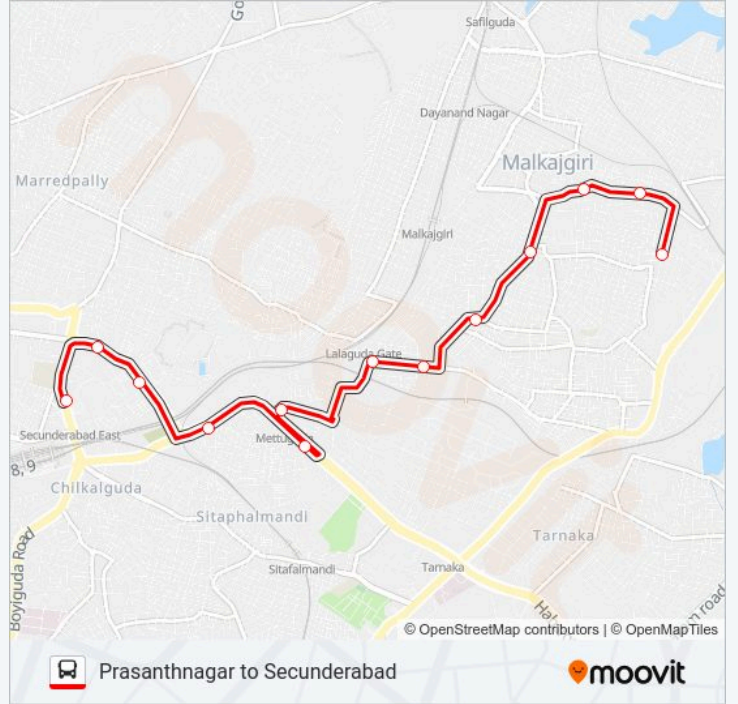 Safilguda
Dayanand Nagar
Malkajgiri
Marredpally
Malkajgiri
Lalaguda Gate
Secunderabad East
8, 9
Chilkalguda
Sitaphalmandi
Tarnaka
Sitafalmandi
Tarnaka
Boyiguda Road
moovit
© OpenStreetMap contributors | © OpenMapTiles
Prasanthnagar to Secunderabad
moovit